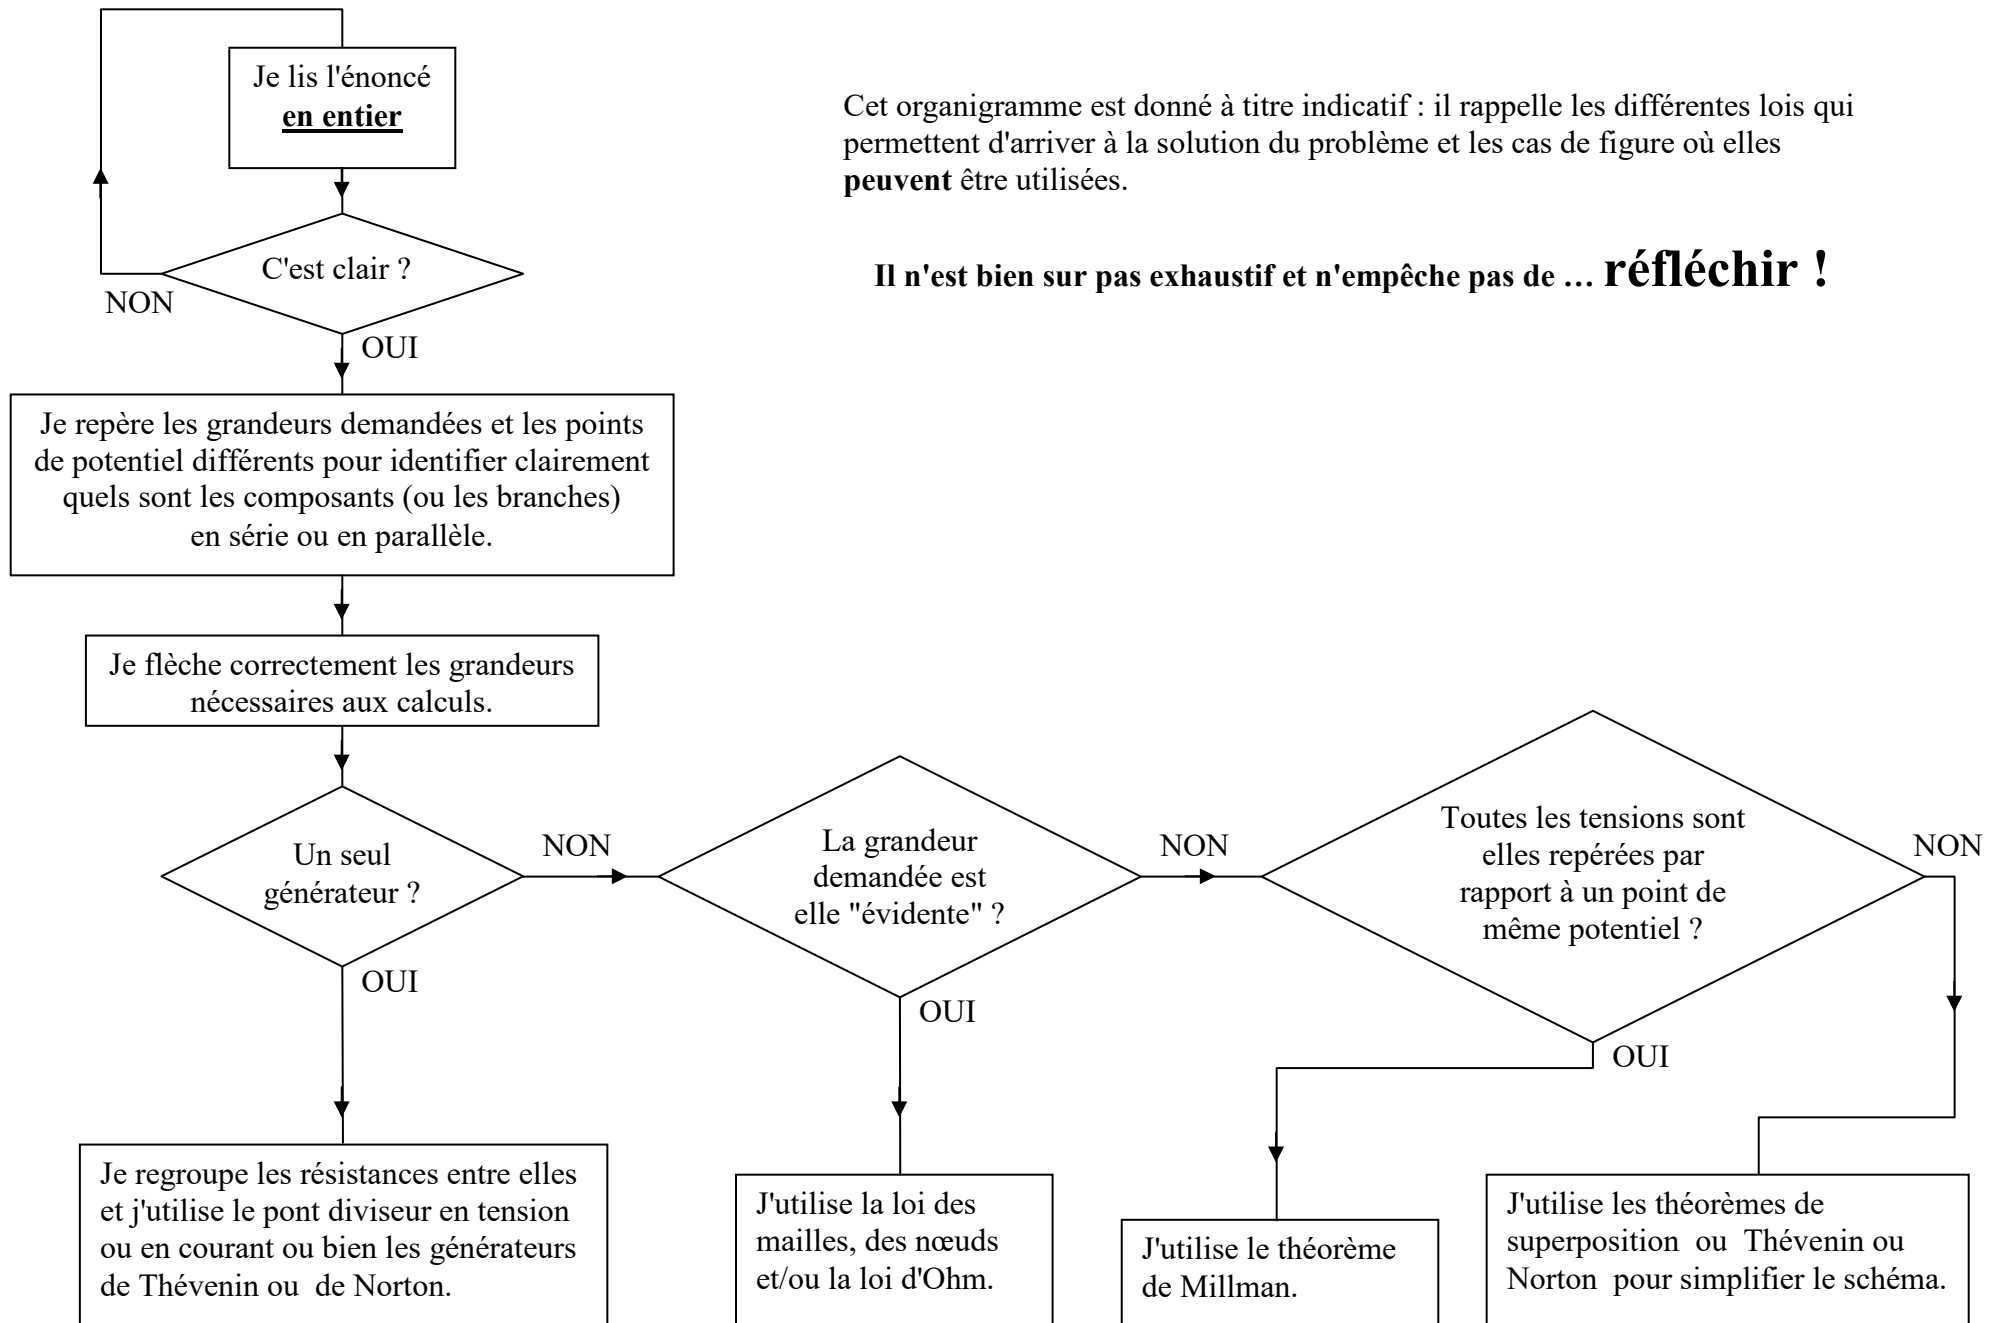 Je lis l'énoncé
en entier
Cet organigramme est donné à titre indicatif : il rappelle les différentes lois qui
permettent d'arriver à la solution du problème et les cas de figure où elles
peuvent être utilisées.
Il n'est bien sur pas exhaustif et n'empêche pas de … réfléchir !
C'est clair ?
NON
OUI
Je repère les grandeurs demandées et les points
de potentiel différents pour identifier clairement
quels sont les composants (ou les branches)
en série ou en parallèle.
Je flèche correctement les grandeurs
nécessaires aux calculs.
Un seul
générateur ?
NON
OUI
La grandeur
demandée est
elle "évidente" ?
NON
OUI
Toutes les tensions sont
elles repérées par
rapport à un point de
même potentiel ?
NON
OUI
Je regroupe les résistances entre elles
et j'utilise le pont diviseur en tension
ou en courant ou bien les générateurs
de Thévenin ou de Norton.
J'utilise la loi des
mailles, des nœuds
et/ou la loi d'Ohm.
J'utilise le théorème
de Millman.
J'utilise les théorèmes de
superposition ou Thévenin ou
Norton pour simplifier le schéma.